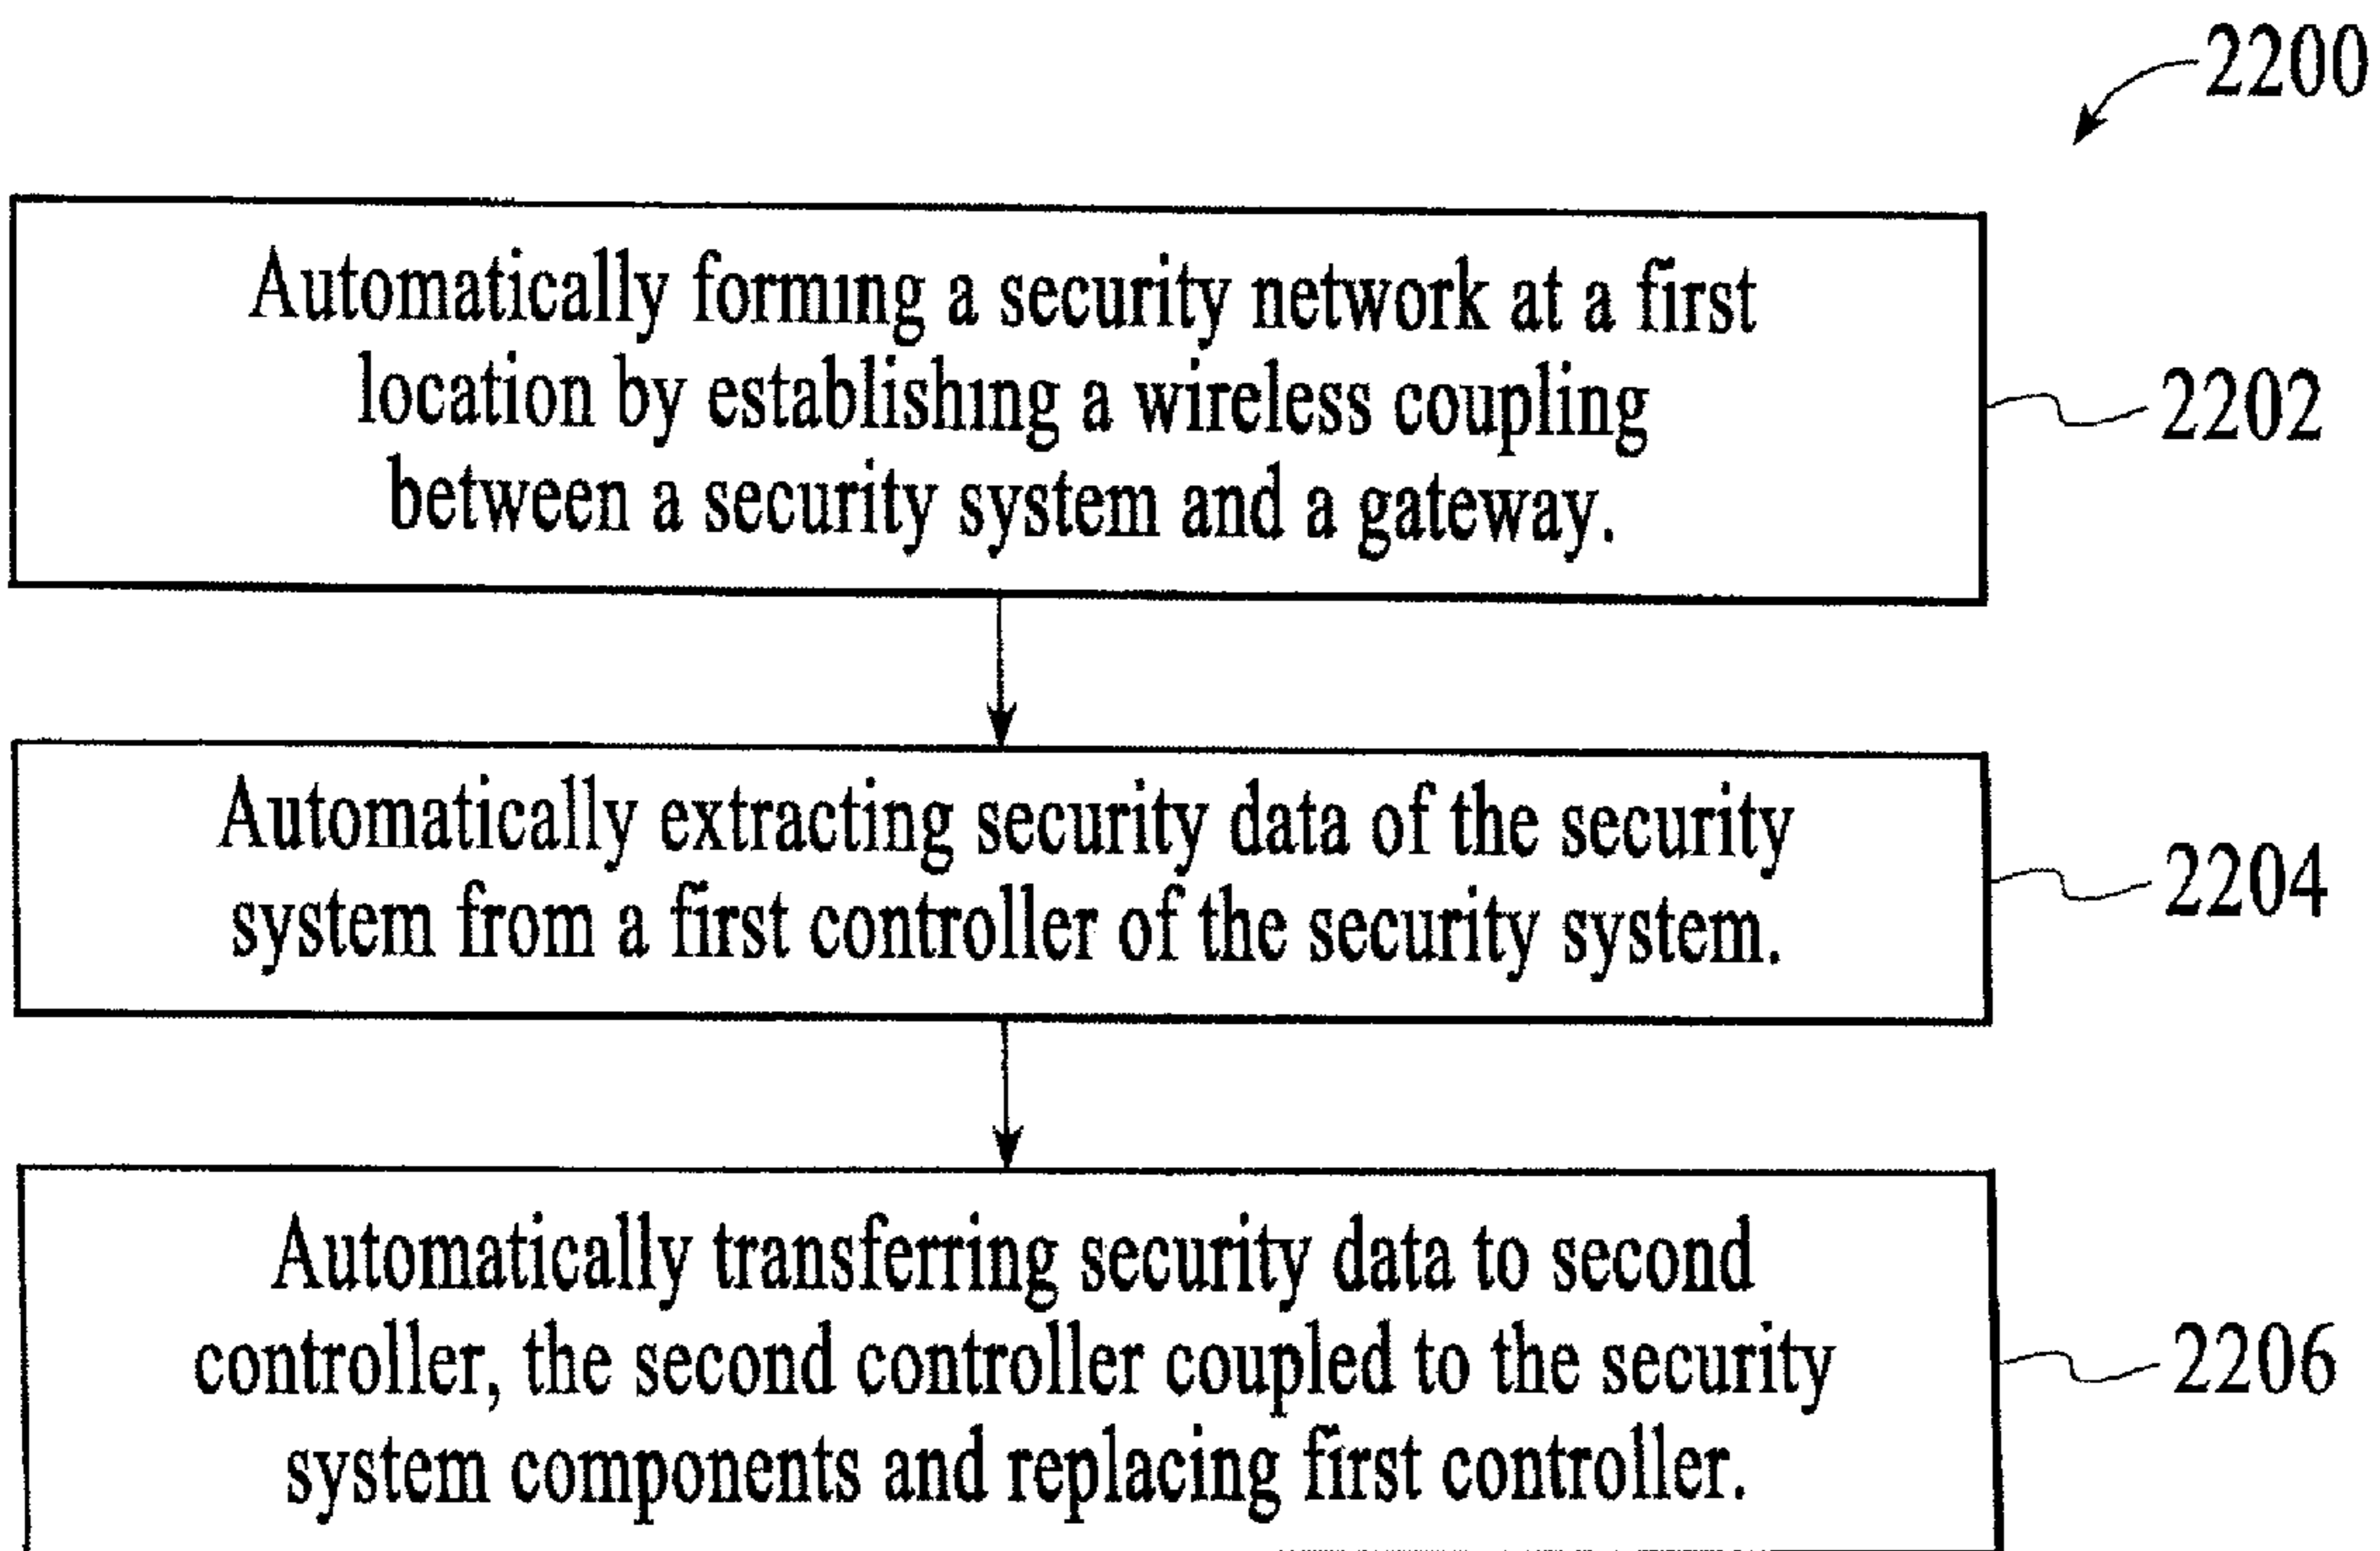 2200
Automatically forming a security network at a first
location by establishing a wireless coupling
between a security system and a gateway.
2202
Automatically extracting security data of the security
system from a first controller of the security system.
2204
Automatically transferring security data to second
controller, the second controller coupled to the security
system components and replacing first controller.
2206